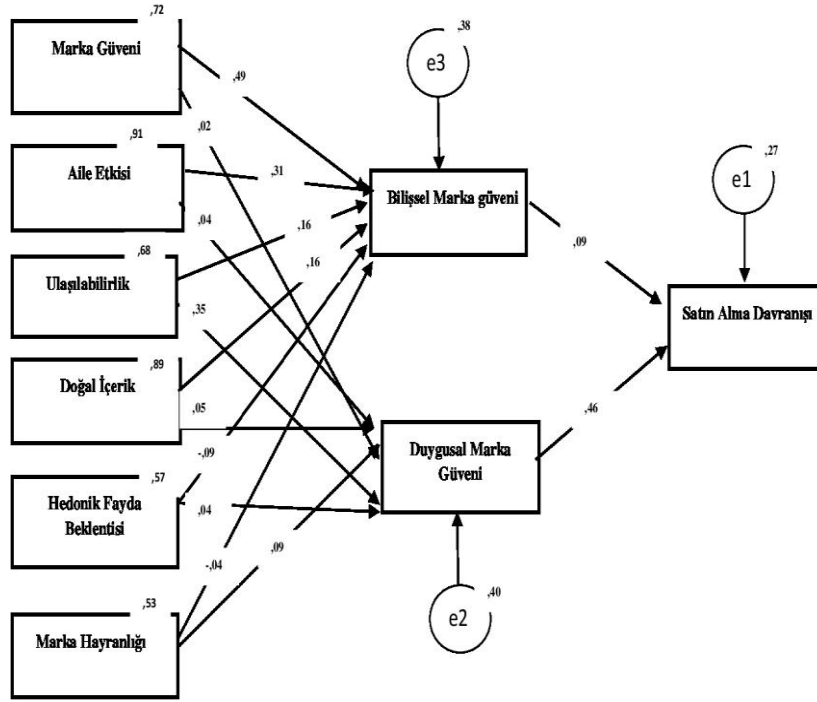 ,72
Marka Güveni
,38
e3
,49
,02
,91
Aile Etkisi
,31
Bilişsel Marka güveni
,27
e1
,04
,16
,09
,68
Ulaşılabilirlik
,16
,35
Satın Alma Davranışı
,89
Doğal İçerik
,05
,46
-,09
Duygusal Marka
Güveni
,57
Hedonik Fayda
Beklentisi
,04
,09
-,04
,53
Marka Hayranlığı
,40
e2